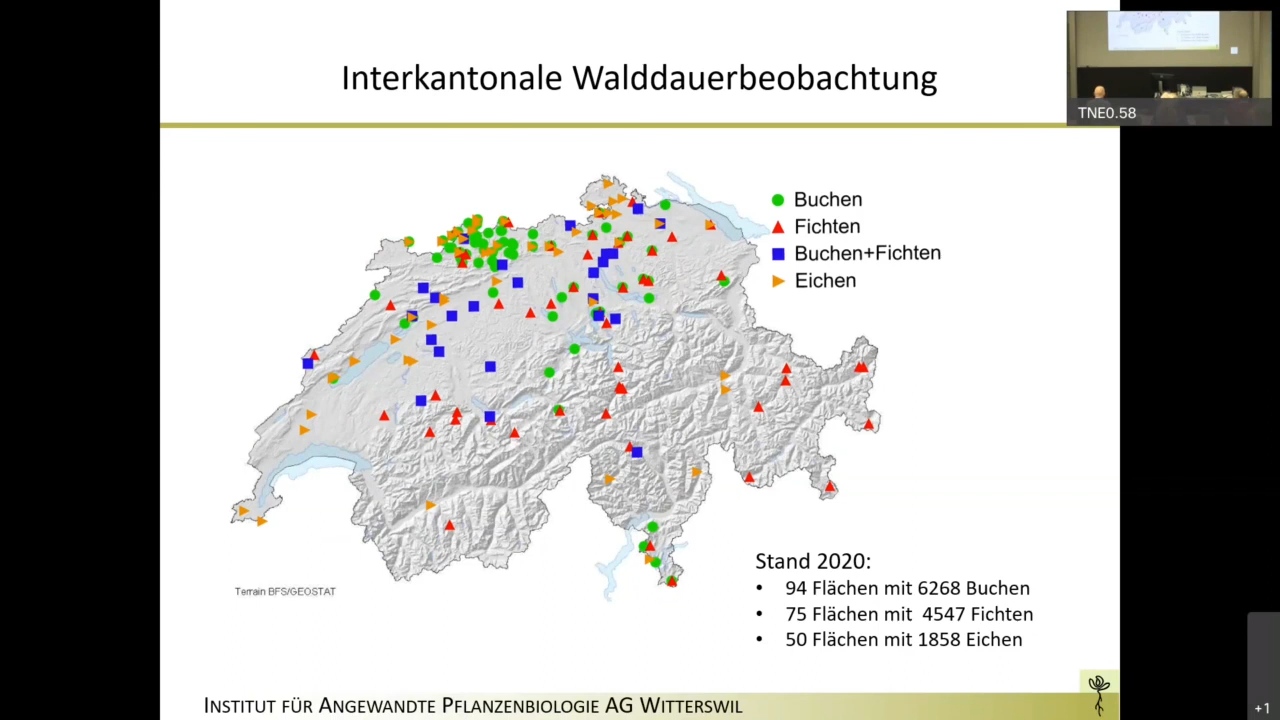 Interkantonale Walddauerbeobachtung
TNE0.58
Buchen
Fichten
Buchen+Fichten
Eichen
Stand 2020:
• 94 Flächen mit 6268 Buchen
• 75 Flächen mit 4547 Fichten
• 50 Flächen mit 1858 Eichen
Terrain BFS/GEOSTAT
INSTITUT FÜR ANGEWANDTE PFLANZENBIOLOGIE AG WITTERSWIL
+1